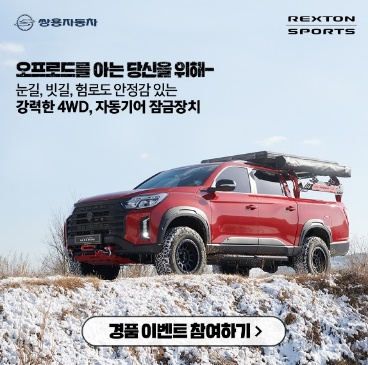 쌍용자동차
REXTON
SPORTS
오프로드를 아는 당신을 위해-
눈길, 빗길, 험로도 안정감 있는
강력한 4WD, 자동기어 잠금장치
경품 이벤트 참여하기 >